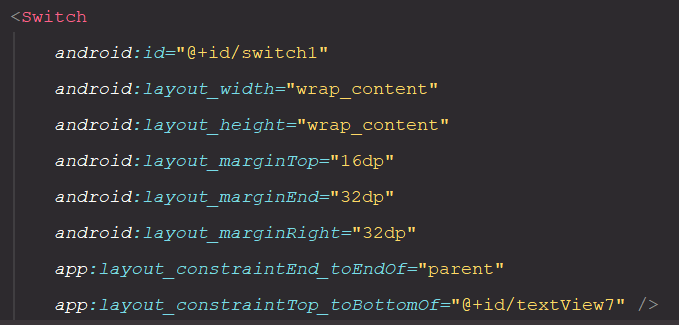 <Switch
android:id="@+id/switch1"
android:layout_width="wrap_content"
android:layout_height="wrap_content"
android:layout_marginTop="16dp"
android:layout_marginEnd="32dp"
android:layout_marginRight="32dp"
app:layout_constraintEnd_toEndOf="parent"
app:layout_constraintTop_toBottomOf="@+id/textView7" />